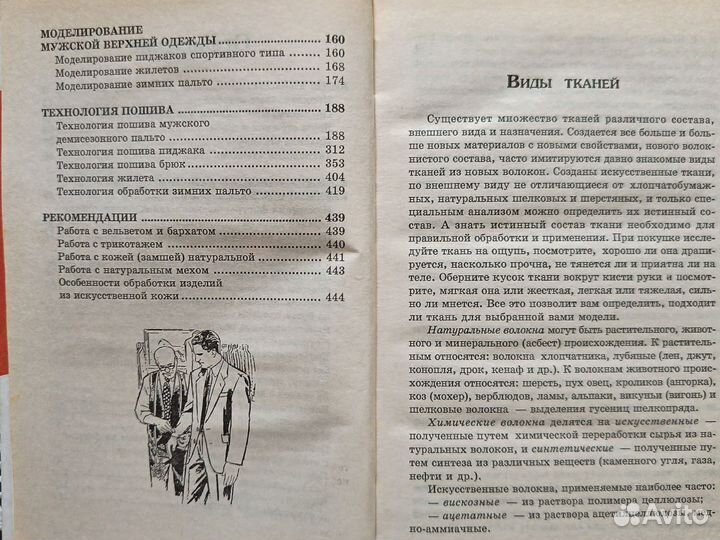 МОДЕЛИРОВАНИЕ
МУЖСКОЙ ВЕРХНЕЙ ОДЕЖДЫ 160
Моделирование пиджаков спортивного типа 160
Моделирование жилетов 168
Моделирование зимних пальто 174
ТЕХНОЛОГИЯ ПОШИВА 188
Технология пошива мужского
демисезонного пальто 188
Технология пошива пиджака 312
Технология пошива брюк 353
Технология жилета 404
Технология обработки зимних пальто 419
РЕКОМЕНДАЦИИ 439
Работа с вельветом и бархатом 439
Работа с трикотажем 440
Работа с кожей (замшей) натуральной 441
Работа с натуральным мехом 443
Особенности обработки изделий
из искусственной кожи 444
ВИДЫ ТКАНЕЙ
Существует множество тканей различного состава,
внешнего вида и назначения. Создается все больше и боль-
ше новых материалов с новыми свойствами, нового волок-
нистого состава, часто имитируются давно знакомые виды
тканей из новых волокон. Созданы искусственные ткани,
по внешнему виду не отличающиеся от хлопчатобумаж-
ных, натуральных шелковых и шерстяных, и только спе-
циальным анализом можно определить их истинный со-
став. А знать истинный состав ткани необходимо для
правильной обработки и применения. При покупке иссле-
дуйте ткань на ощупь, посмотрите, хорошо ли она драпи-
руется, насколько прочна, не тянется ли и приятна ли на
теле. Оберните кусок ткани вокруг кисти руки и посмот-
рите, мягкая она или жесткая, легкая или тяжелая, силь-
но ли мнется. Все это позволит вам определить, подходит
ли ткань для выбранной вами модели.
Натуральные волокна могут быть растительного, животно-
го и минерального (асбест) происхождения. К раститель-
ным относятся: волокна хлопчатника, лубяные (лен, джут,
конопля, дрок, кенаф и др.). К волокнам животного проис-
хождения относятся: шерсть, пух овец, кроликов (ангорка),
коз (мохер), верблюдов, ламы, альпаки, викуньи (вигонь) и
шелковые волокна — выделения гусениц шелкопряда.
Химические волокна делятся на искусственные —
полученные путем химической переработки сырья из на-
туральных волокон, и синтетические — полученные пу-
тем синтеза из различных веществ (каменного угля, газа,
нефти и др.).
Искусственные волокна, применяемые наиболее часто:
— вискозные — из раствора полимера целлюлозы;
— ацетатные — из раствора ацетилцеллюлозы медно-
аммиачные.
Avito